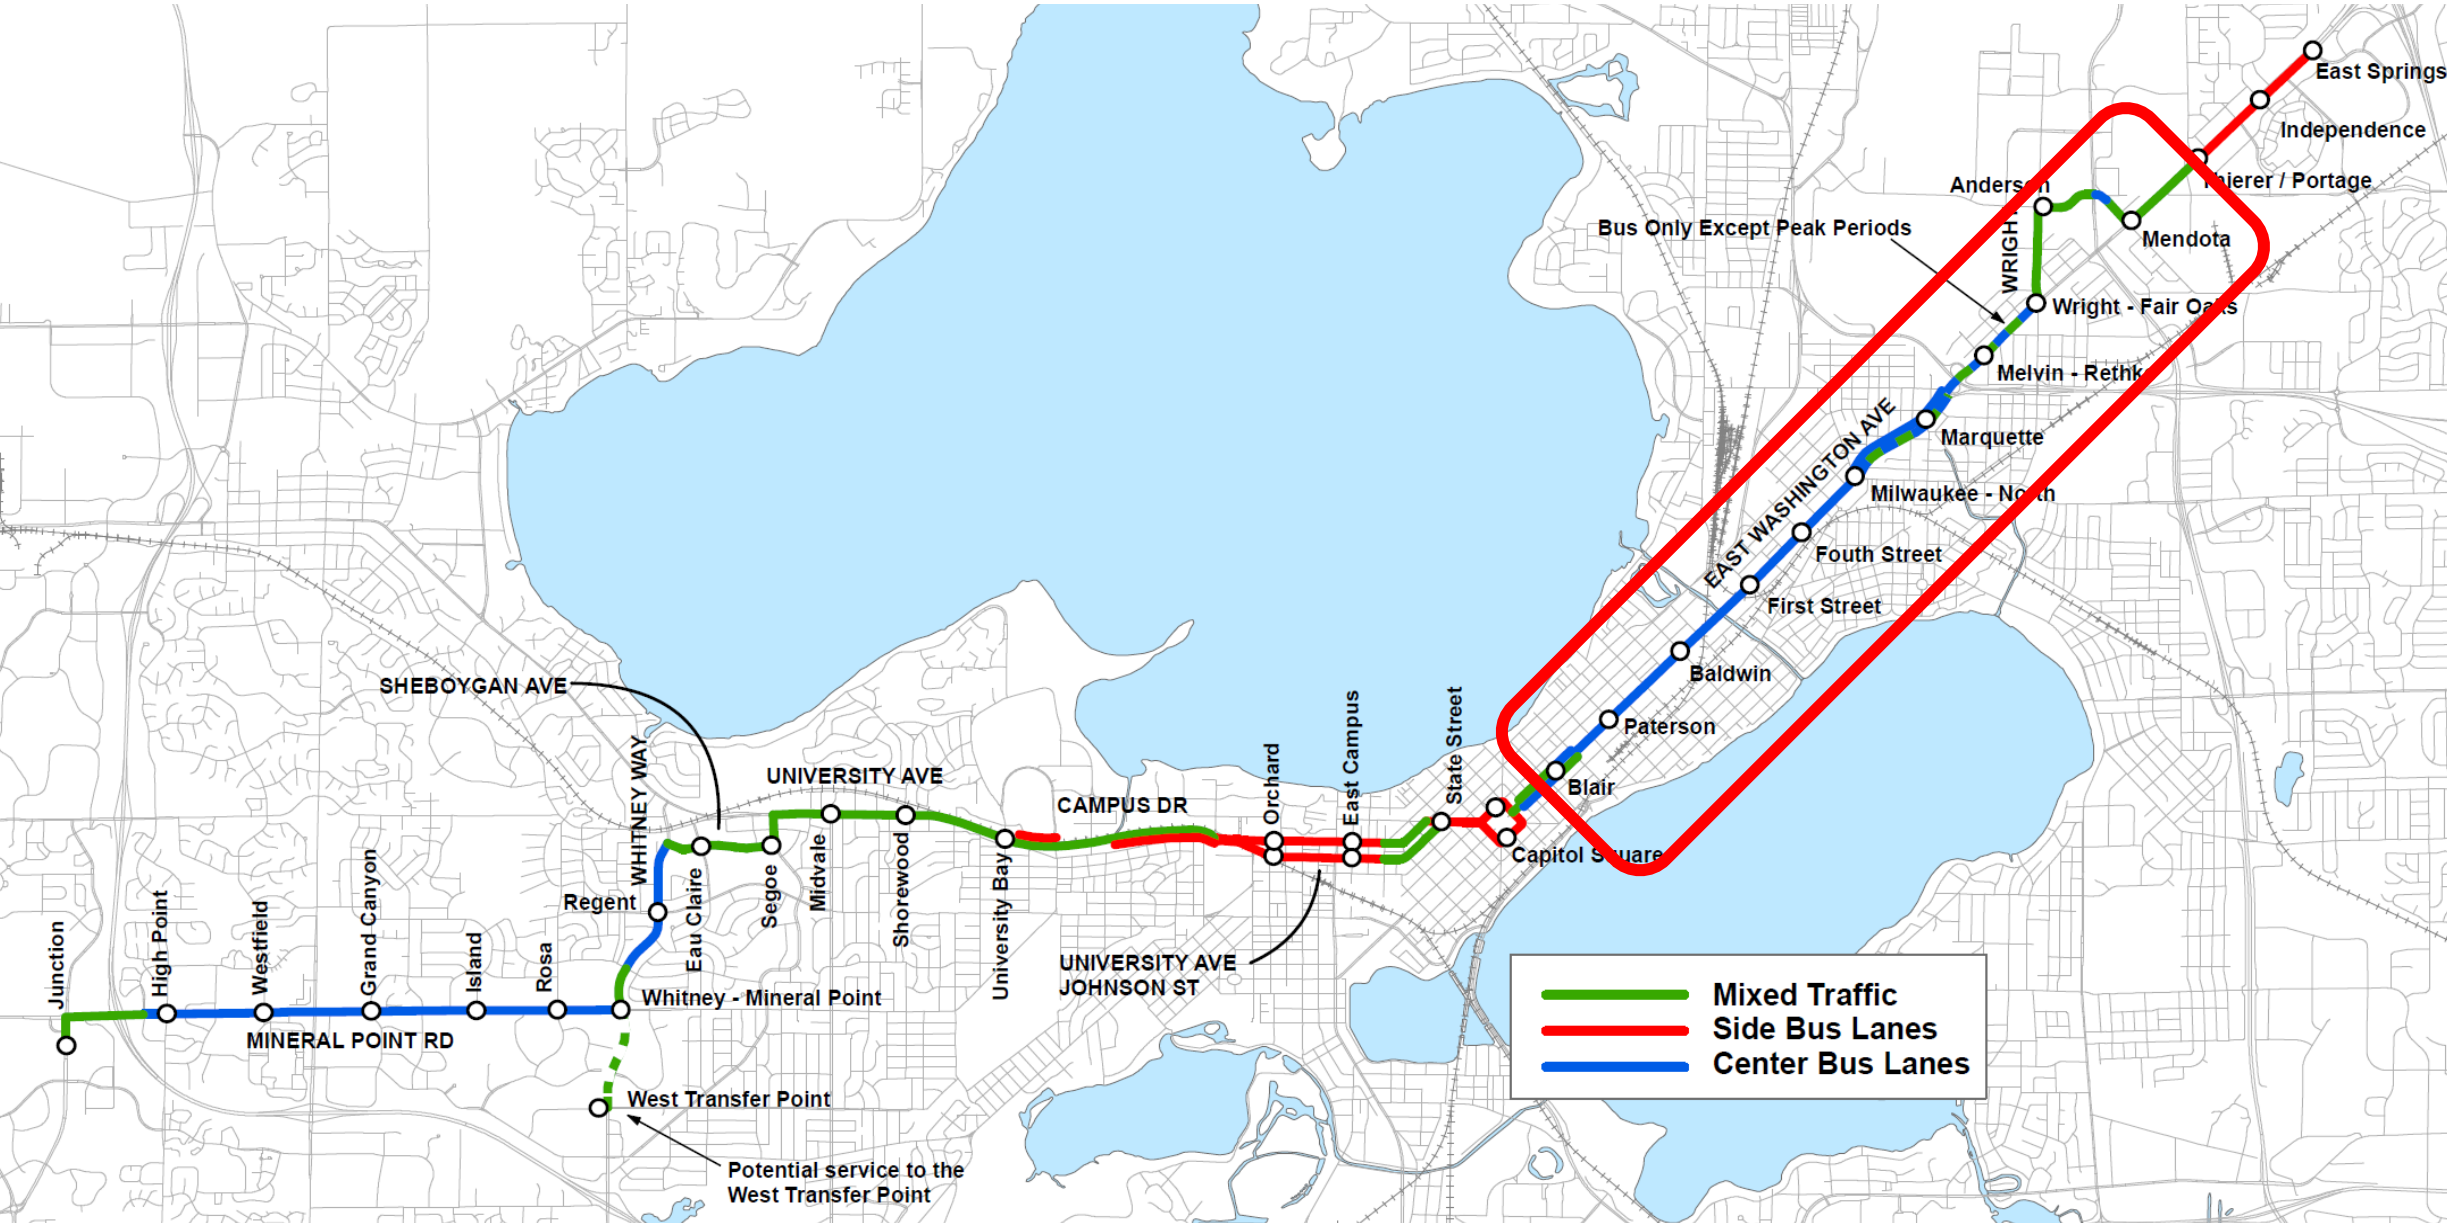 East Springs
Independence
Thierer / Portage
Anderson
Mendota
Bus Only Except Peak Periods
WRIGHT
Wright - Fair Oaks
Melvin - Rethke
Marquette
EAST WASHINGTON AVE
Milwaukee - North
Fouth Street
First Street
Baldwin
Paterson
Blair
Capitol Square
State Street
East Campus
Orchard
CAMPUS DR
UNIVERSITY AVE
JOHNSON ST
University Bay
UNIVERSITY AVE
Shorewood
Midvale
Segoe
Eau Claire
SHEBOYGAN AVE
WHITNEY WAY
Regent
Whitney - Mineral Point
Rosa
Island
Grand Canyon
Westfield
High Point
Junction
MINERAL POINT RD
West Transfer Point
Potential service to the
West Transfer Point
Mixed Traffic
Side Bus Lanes
Center Bus Lanes